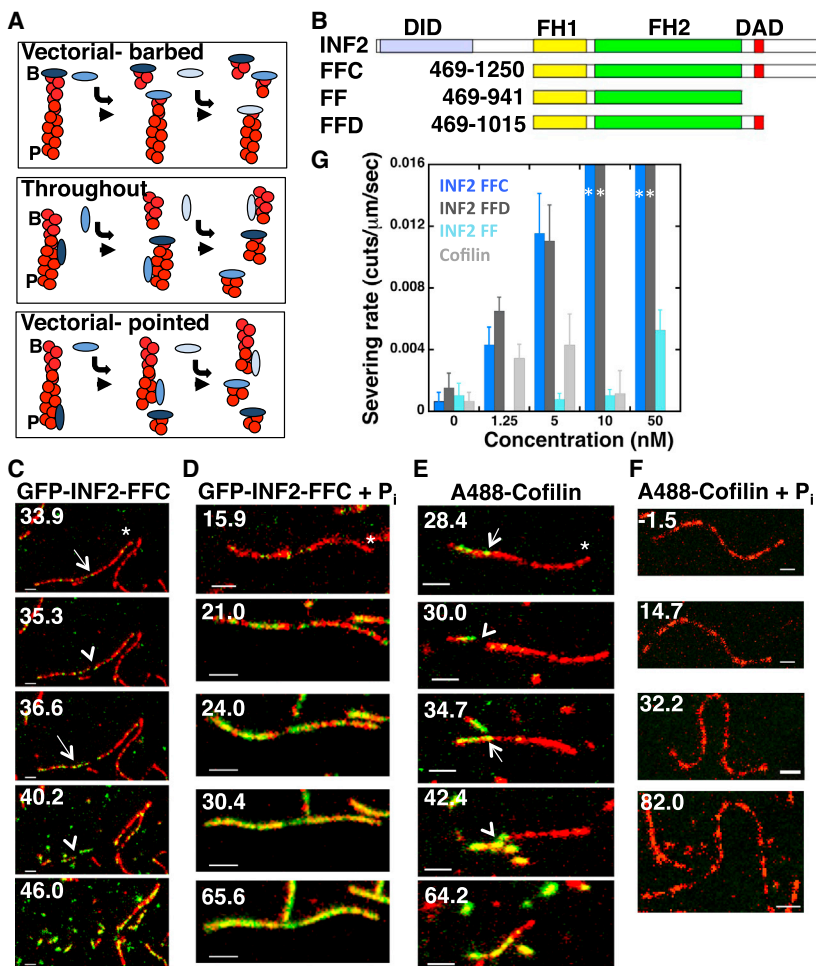 A
Vectorial- barbed
B
P
Throughout
B
P
Vectorial- pointed
B
P
B
DID FH1 FH2 DAD
INF2
FFC 469-1250
FF 469-941
FFD 469-1015
G
Severing rate (cuts/µm/sec)
0.016
0.012
0.008
0.004
0
INF2 FFC
INF2 FFD
INF2 FF
Cofilin
* * * *
0 1.25 5 10 50
Concentration (nM)
C
GFP-INF2-FFC
33.9
*
35.3
36.6
40.2
46.0
D
GFP-INF2-FFC + Pi
15.9
*
21.0
24.0
30.4
65.6
E
A488-Cofilin
28.4
*
30.0
34.7
42.4
64.2
F
A488-Cofilin + Pi
-1.5
14.7
32.2
82.0